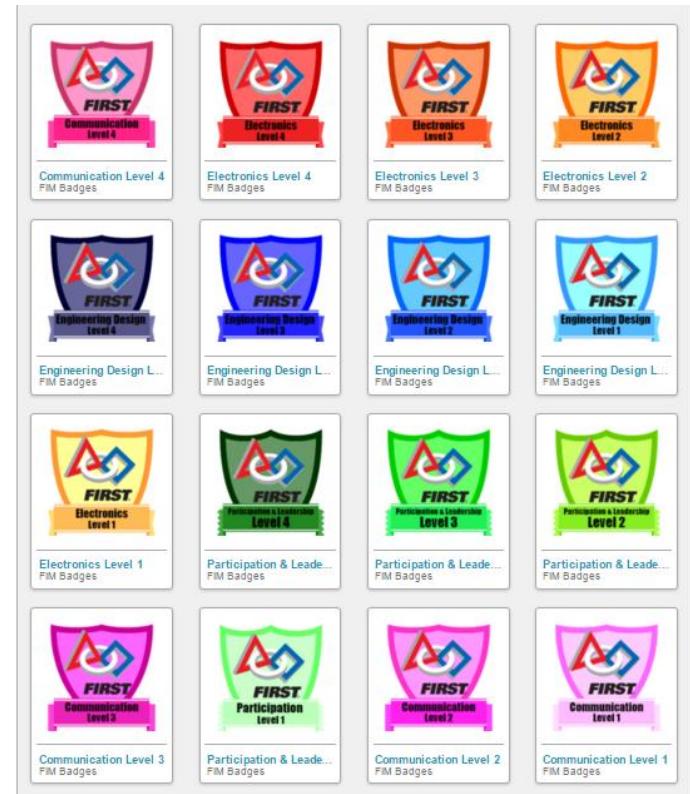 FIRST
Communication
Level 4
Communication Level 4
FIM Badges
FIRST
Electronics
Level 4
Electronics Level 4
FIM Badges
FIRST
Electronics
Level 3
Electronics Level 3
FIM Badges
FIRST
Electronics
Level 2
Electronics Level 2
FIM Badges
FIRST
Engineering Design
Level 4
Engineering Design L...
FIM Badges
FIRST
Engineering Design
Level 3
Engineering Design L...
FIM Badges
FIRST
Engineering Design
Level 2
Engineering Design L...
FIM Badges
FIRST
Engineering Design
Level 1
Engineering Design L...
FIM Badges
FIRST
Electronics
Level 1
Electronics Level 1
FIM Badges
FIRST
Participation & Leadership
Level 4
Participation & Leade...
FIM Badges
FIRST
Participation & Leadership
Level 3
Participation & Leade...
FIM Badges
FIRST
Participation & Leadership
Level 2
Participation & Leade...
FIM Badges
FIRST
Communication
Level 3
Communication Level 3
FIM Badges
FIRST
Participation
Level 1
Participation & Leade...
FIM Badges
FIRST
Communication
Level 2
Communication Level 2
FIM Badges
FIRST
Communication
Level 1
Communication Level 1
FIM Badges